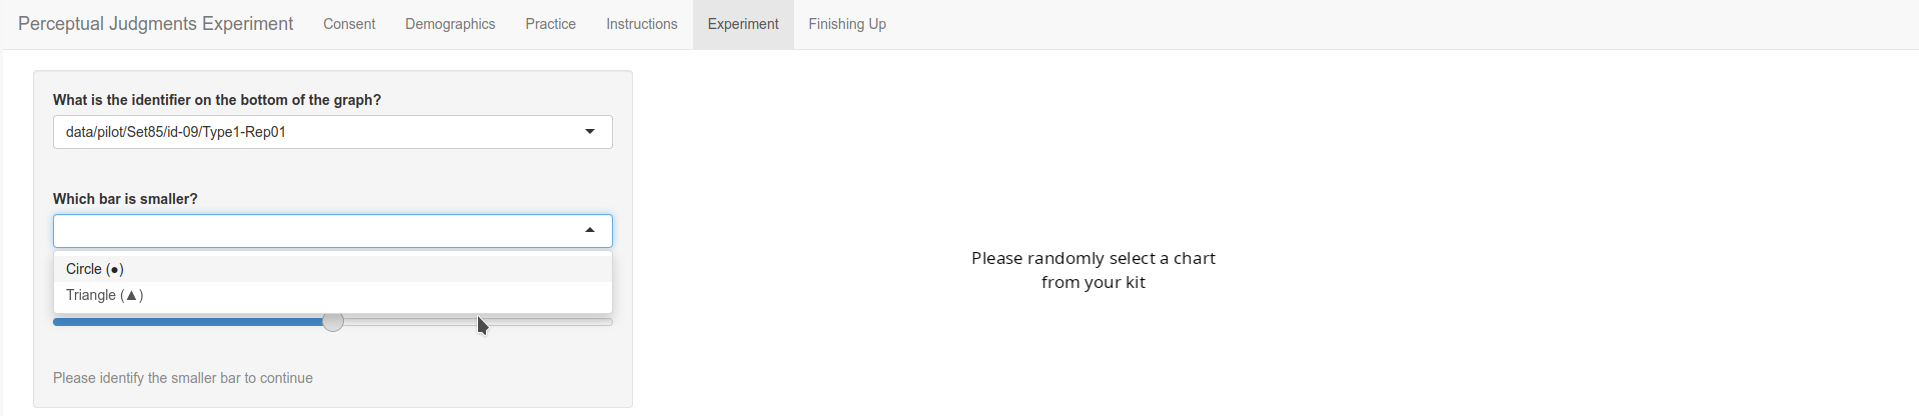 Perceptual Judgments Experiment Consent Demographics Practice Instructions Experiment Finishing Up
What is the identifier on the bottom of the graph?
data/pilot/Set85/id-09/Type1-Rep01
Which bar is smaller?
Circle (●)
Triangle (▲)
Please identify the smaller bar to continue
Please randomly select a chart
from your kit